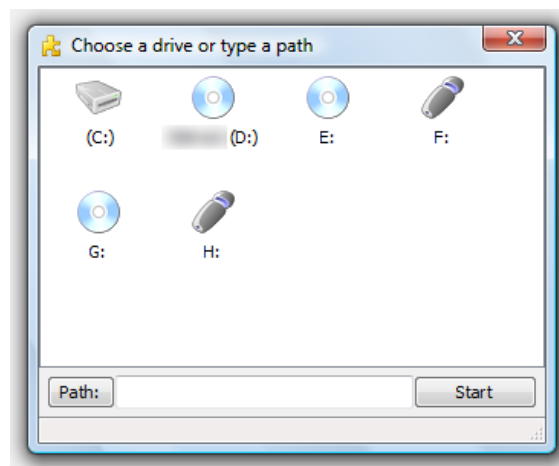 Choose a drive or type a path
(C:)
(D:)
E:
F:
G:
H:
Path:
Start